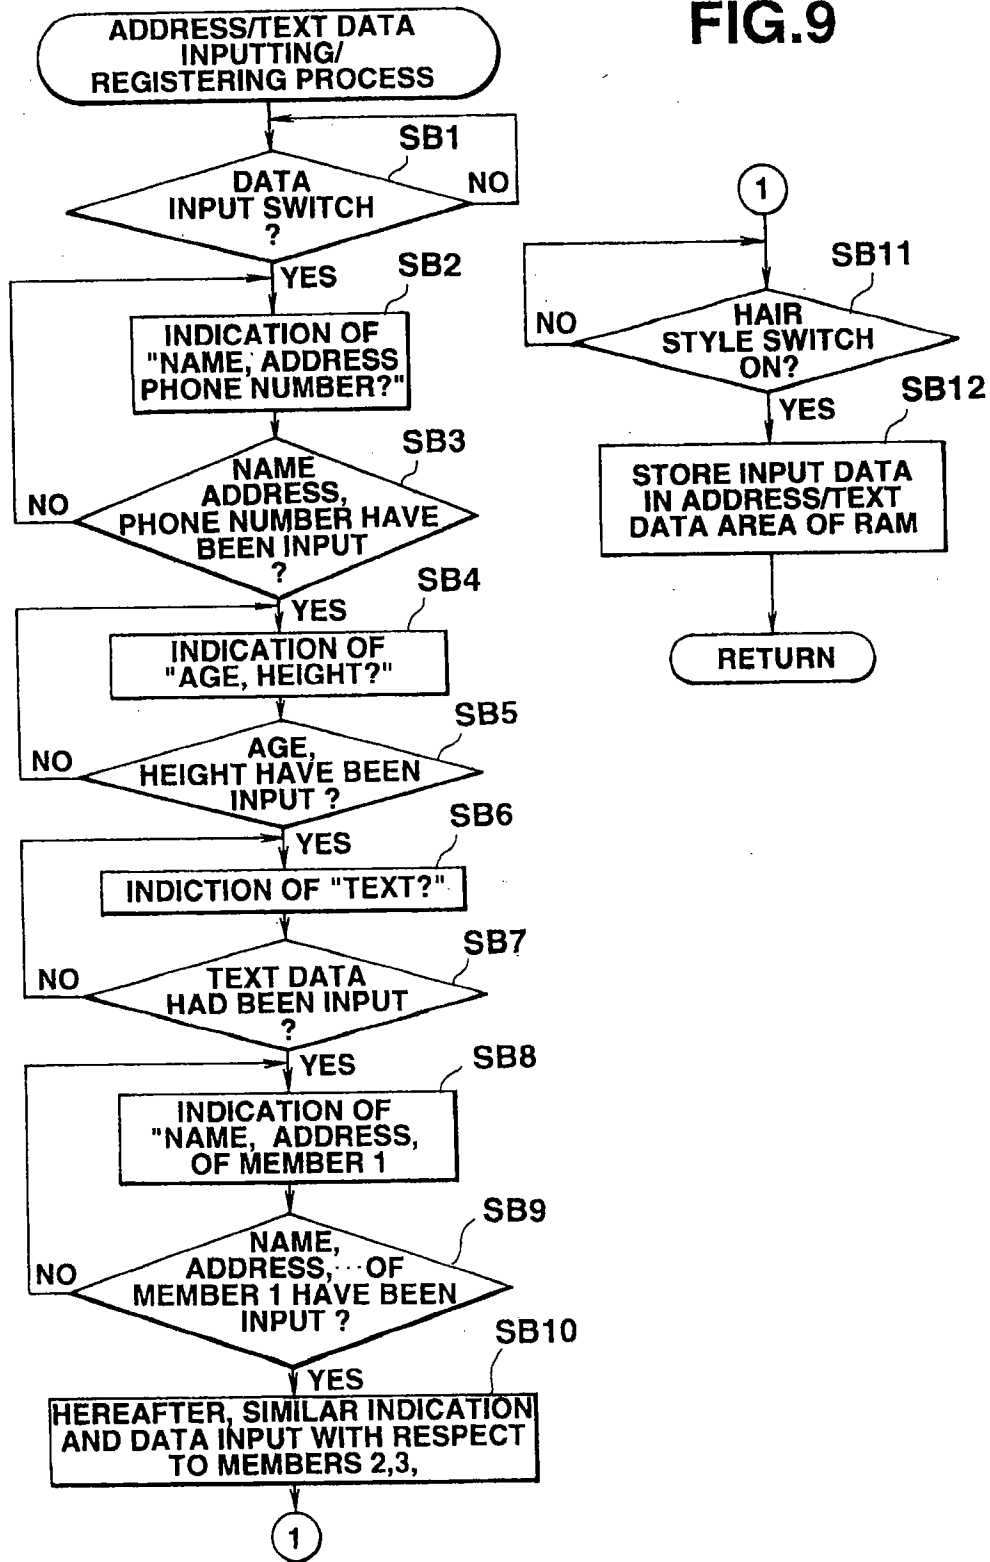 FIG.9
ADDRESS/TEXT DATA
INPUTTING/
REGISTERING PROCESS
SB1
DATA
INPUT SWITCH
?
NO
YES
SB2
INDICATION OF
"NAME, ADDRESS
PHONE NUMBER?"
SB3
NAME
ADDRESS,
PHONE NUMBER HAVE
BEEN INPUT
?
NO
YES
SB4
INDICATION OF
"AGE, HEIGHT?"
SB5
AGE,
HEIGHT HAVE BEEN
INPUT ?
NO
YES
SB6
INDICTION OF "TEXT?"
SB7
TEXT DATA
HAD BEEN INPUT
?
NO
YES
SB8
INDICATION OF
"NAME, ADDRESS,
OF MEMBER 1
SB9
NAME,
ADDRESS,···OF
MEMBER 1 HAVE BEEN
INPUT ?
NO
YES
SB10
HEREAFTER, SIMILAR INDICATION
AND DATA INPUT WITH RESPECT
TO MEMBERS 2,3,
1
1
SB11
HAIR
STYLE SWITCH
ON?
NO
YES
SB12
STORE INPUT DATA
IN ADDRESS/TEXT
DATA AREA OF RAM
RETURN